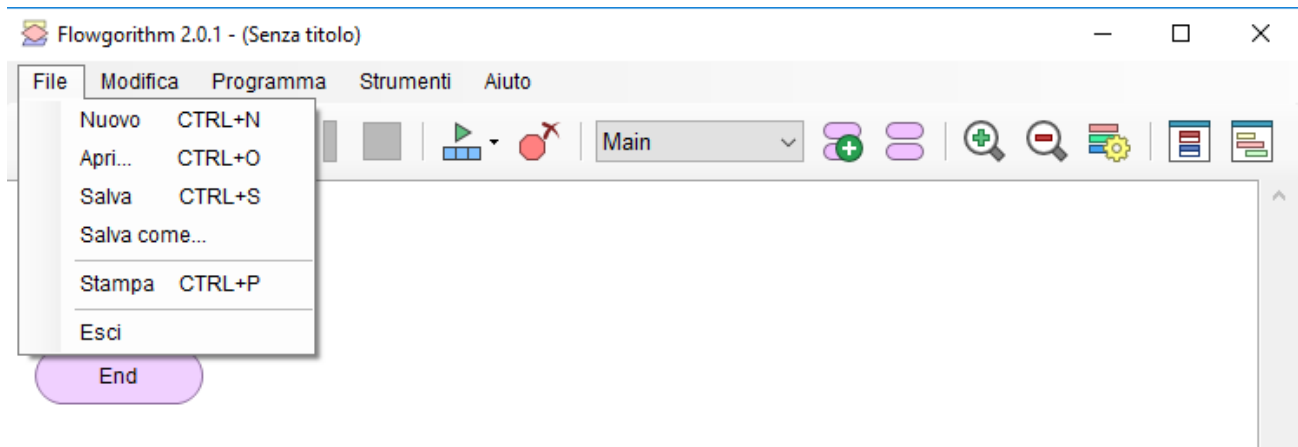 Flowgorithm 2.0.1 - (Senza titolo)
File Modifica Programma Strumenti Aiuto
Nuovo CTRL+N
Main
Apri... CTRL+O
Salva CTRL+S
Salva come...
Stampa CTRL+P
Esci
End